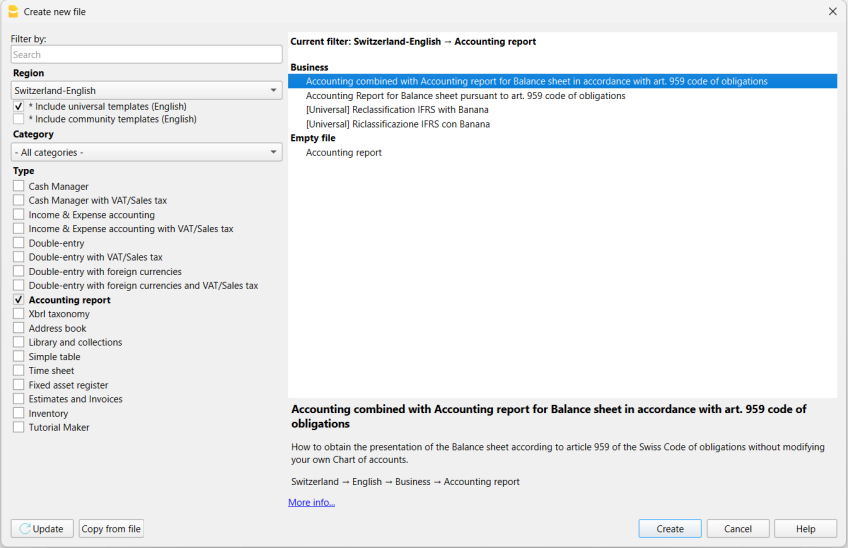 Create new file
Filter by:
Search
Region
Switzerland-English
* Include universal templates (English)
* Include community templates (English)
Category
- All categories -
Type
Cash Manager
Cash Manager with VAT/Sales tax
Income & Expense accounting
Income & Expense accounting with VAT/Sales tax
Double-entry
Double-entry with VAT/Sales tax
Double-entry with foreign currencies
Double-entry with foreign currencies and VAT/Sales tax
Accounting report
Xbrl taxonomy
Address book
Library and collections
Simple table
Time sheet
Fixed asset register
Estimates and Invoices
Inventory
Tutorial Maker
Current filter: Switzerland-English → Accounting report
Business
Accounting combined with Accounting report for Balance sheet in accordance with art. 959 code of obligations
Accounting Report for Balance sheet pursuant to art. 959 code of obligations
[Universal] Reclassification IFRS with Banana
[Universal] Riclassificazione IFRS con Banana
Empty file
Accounting report
Accounting combined with Accounting report for Balance sheet in accordance with art. 959 code of
obligations
How to obtain the presentation of the Balance sheet according to article 959 of the Swiss Code of obligations without modifying
your own Chart of accounts.
Switzerland → English → Business → Accounting report
More info...
Update
Copy from file
Create
Cancel
Help